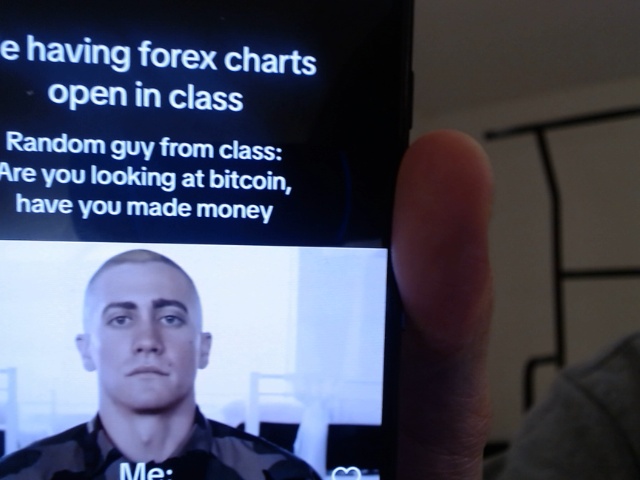 e having forex charts
open in class
Random guy from class:
Are you looking at bitcoin,
have you made money
Me: